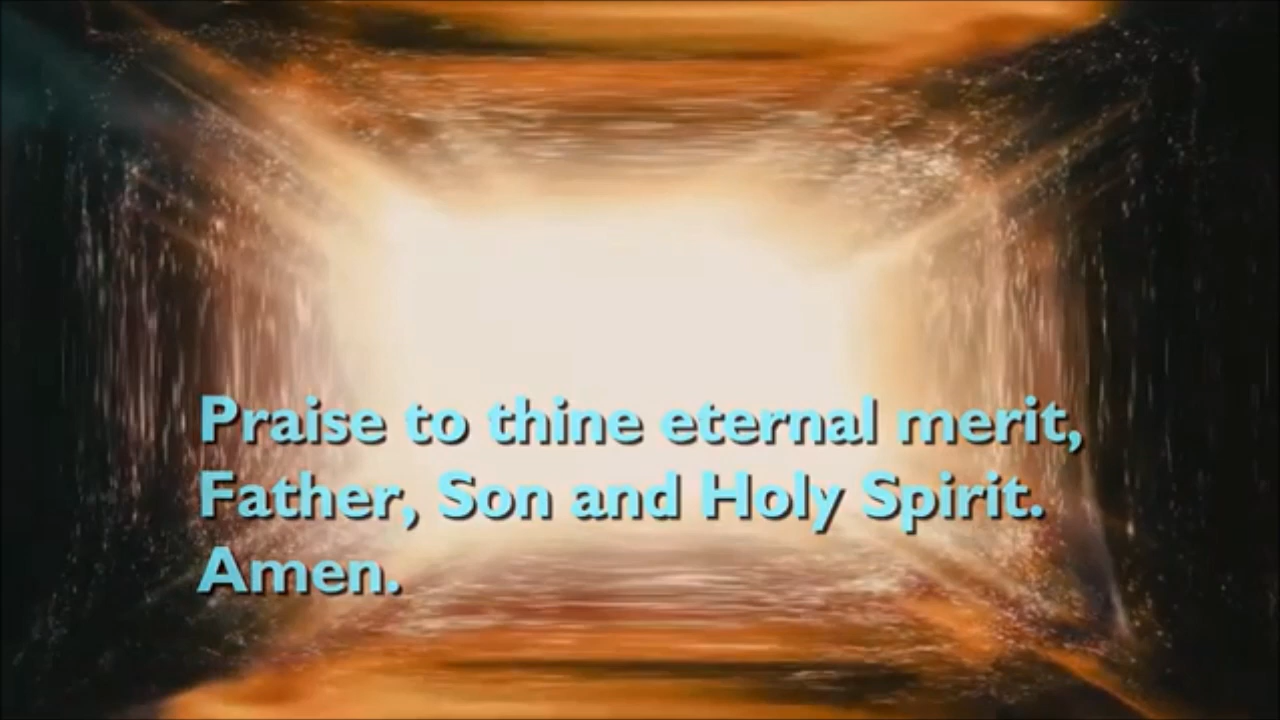 Praise to thine eternal merit,
Father, Son and Holy Spirit.
Amen.